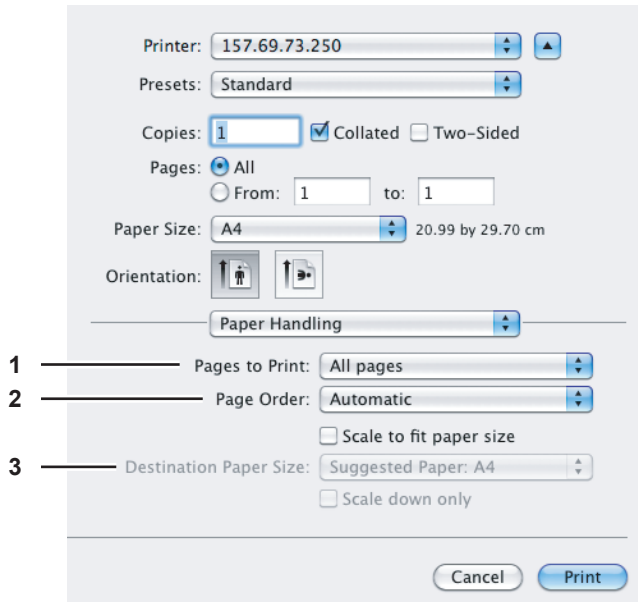 Printer: 157.69.73.250
Presets: Standard
Copies: 1 Collated Two-Sided
Pages: All
From: 1 to: 1
Paper Size: A4 20.99 by 29.70 cm
Orientation:
Paper Handling
1 Pages to Print: All pages
2 Page Order: Automatic
Scale to fit paper size
3 Destination Paper Size: Suggested Paper: A4
Scale down only
Cancel Print